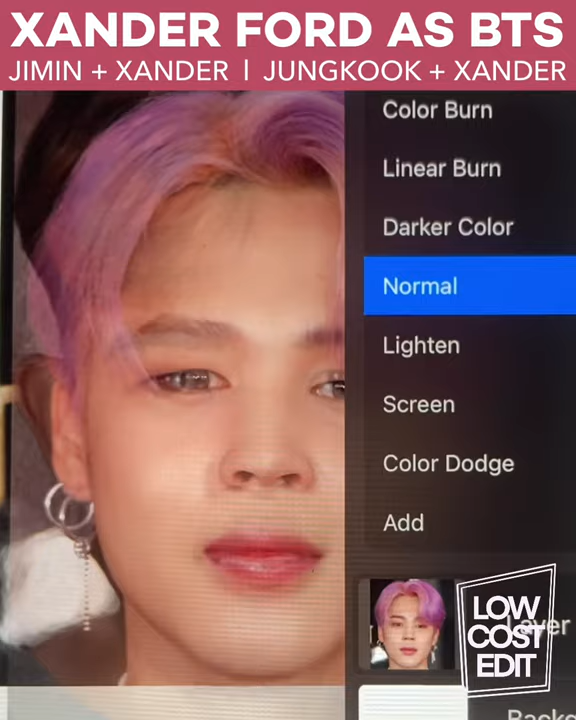 XANDER FORD AS BTS
JIMIN + XANDER | JUNGKOOK + XANDER
Color Burn
Linear Burn
Darker Color
Normal
Lighten
Screen
Color Dodge
Add
LOW
COST
EDIT